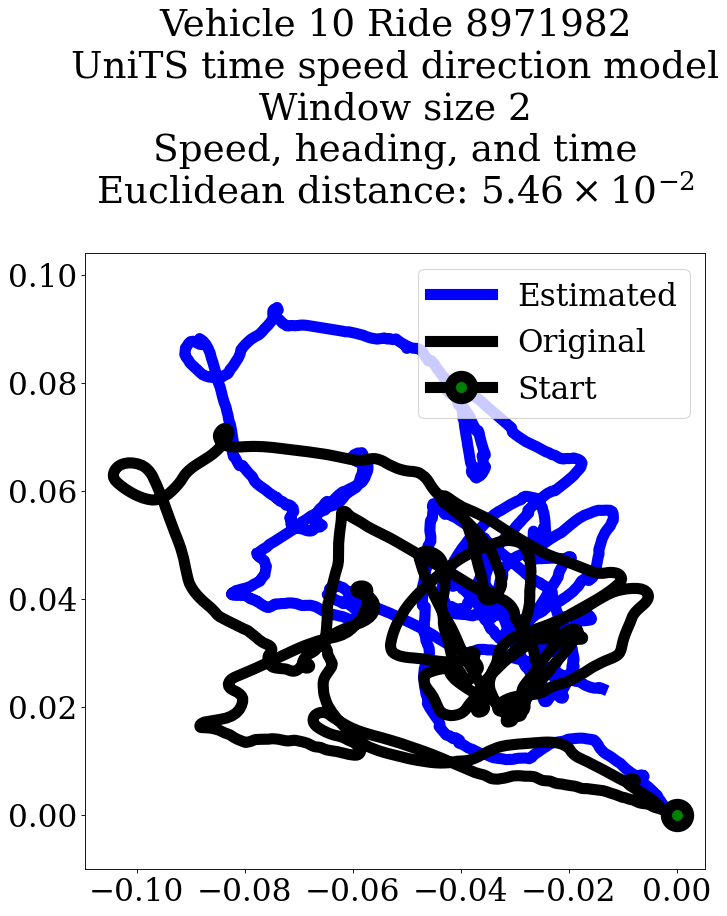 Vehicle 10 Ride 8971982
UniTS time speed direction model
Window size 2
Speed, heading, and time
Euclidean distance: 5.46 × 10⁻²
Estimated
Original
Start
0.10
0.08
0.06
0.04
0.02
0.00
−0.10 −0.08 −0.06 −0.04 −0.02 0.00